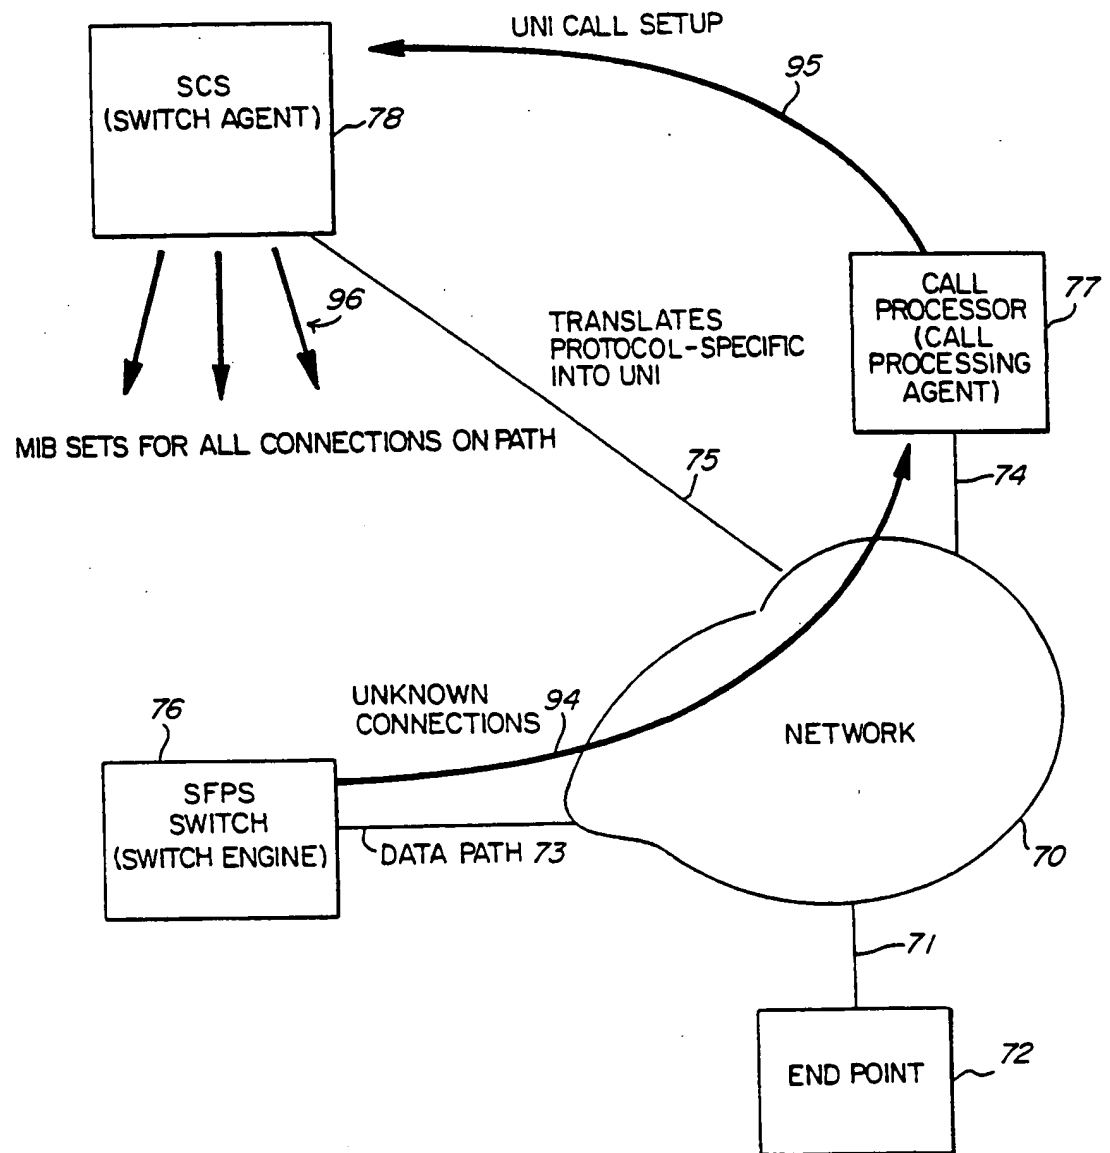 UNI CALL SETUP
95
SCS
(SWITCH AGENT)
78
96
MIB SETS FOR ALL CONNECTIONS ON PATH
TRANSLATES
PROTOCOL-SPECIFIC
INTO UNI
CALL
PROCESSOR (CALL
PROCESSING
AGENT)
77
75
74
UNKNOWN
CONNECTIONS
94
76
SFPS
SWITCH
(SWITCH ENGINE)
DATA PATH 73
NETWORK
70
71
END POINT
72